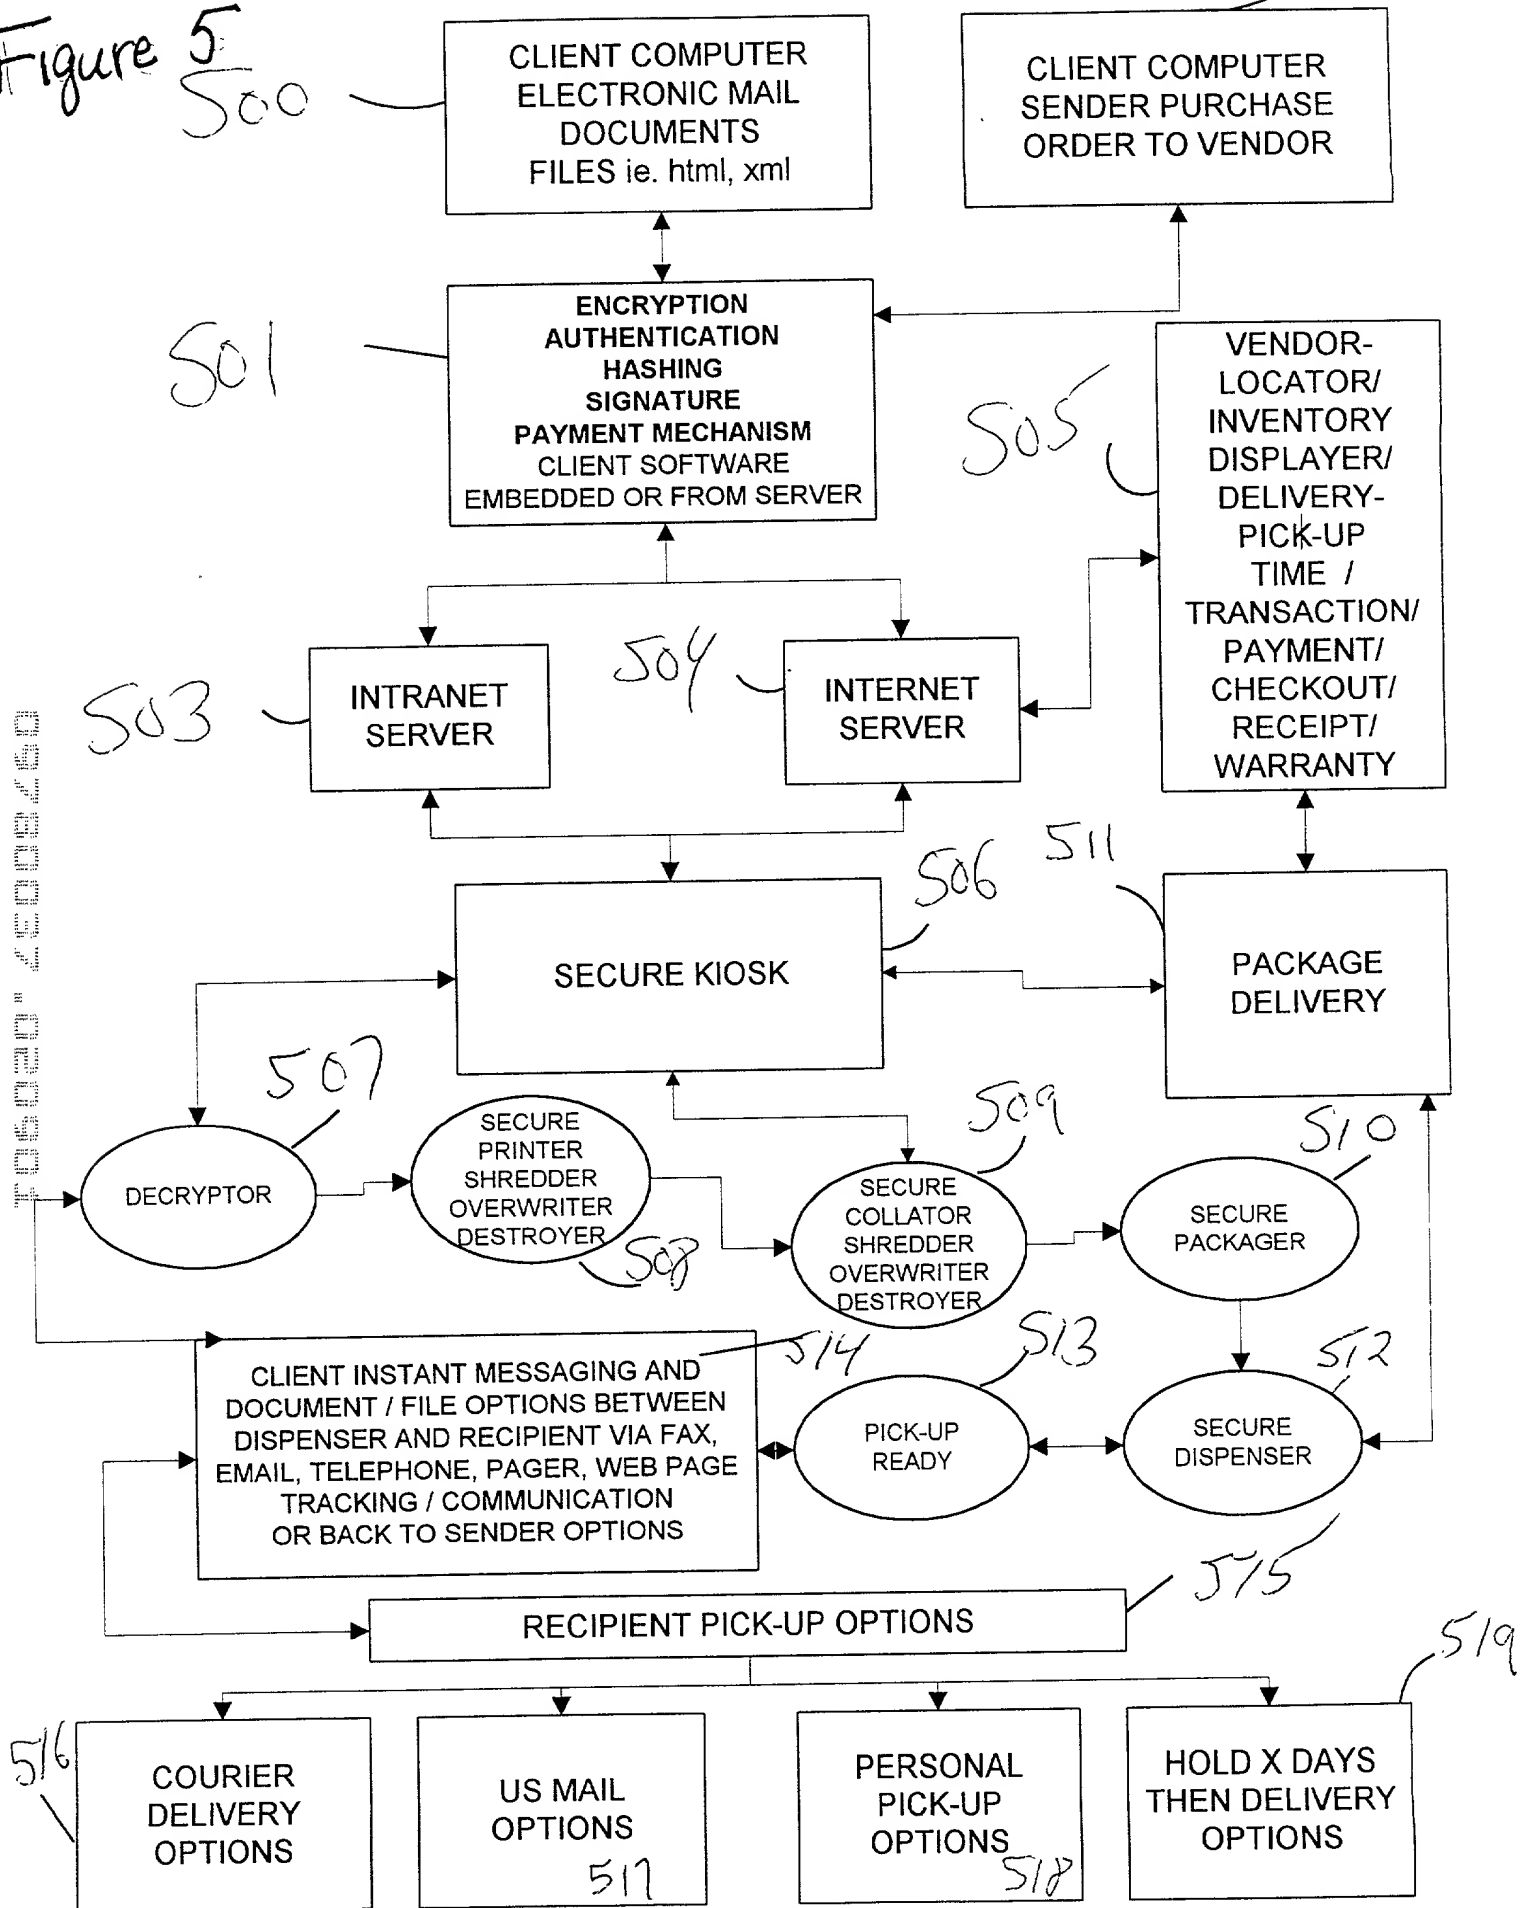 Figure 5
500
CLIENT COMPUTER
ELECTRONIC MAIL
DOCUMENTS
FILES ie. html, xml
CLIENT COMPUTER
SENDER PURCHASE
ORDER TO VENDOR
501
ENCRYPTION
AUTHENTICATION
HASHING
SIGNATURE
PAYMENT MECHANISM
CLIENT SOFTWARE
EMBEDDED OR FROM SERVER
505
VENDOR-
LOCATOR/
INVENTORY
DISPLAYER/
DELIVERY-
PICK-UP
TIME /
TRANSACTION/
PAYMENT/
CHECKOUT/
RECEIPT/
WARRANTY
503
INTRANET
SERVER
504
INTERNET
SERVER
506
SECURE KIOSK
511
PACKAGE
DELIVERY
507
DECRYPTOR
SECURE
PRINTER
SHREDDER
OVERWRITER
DESTROYER
508
509
SECURE
COLLATOR
SHREDDER
OVERWRITER
DESTROYER
510
SECURE
PACKAGER
514
CLIENT INSTANT MESSAGING AND
DOCUMENT / FILE OPTIONS BETWEEN
DISPENSER AND RECIPIENT VIA FAX,
EMAIL, TELEPHONE, PAGER, WEB PAGE
TRACKING / COMMUNICATION
OR BACK TO SENDER OPTIONS
513
PICK-UP
READY
512
SECURE
DISPENSER
515
RECIPIENT PICK-UP OPTIONS
516
COURIER
DELIVERY
OPTIONS
US MAIL
OPTIONS
517
PERSONAL
PICK-UP
OPTIONS
518
519
HOLD X DAYS
THEN DELIVERY
OPTIONS